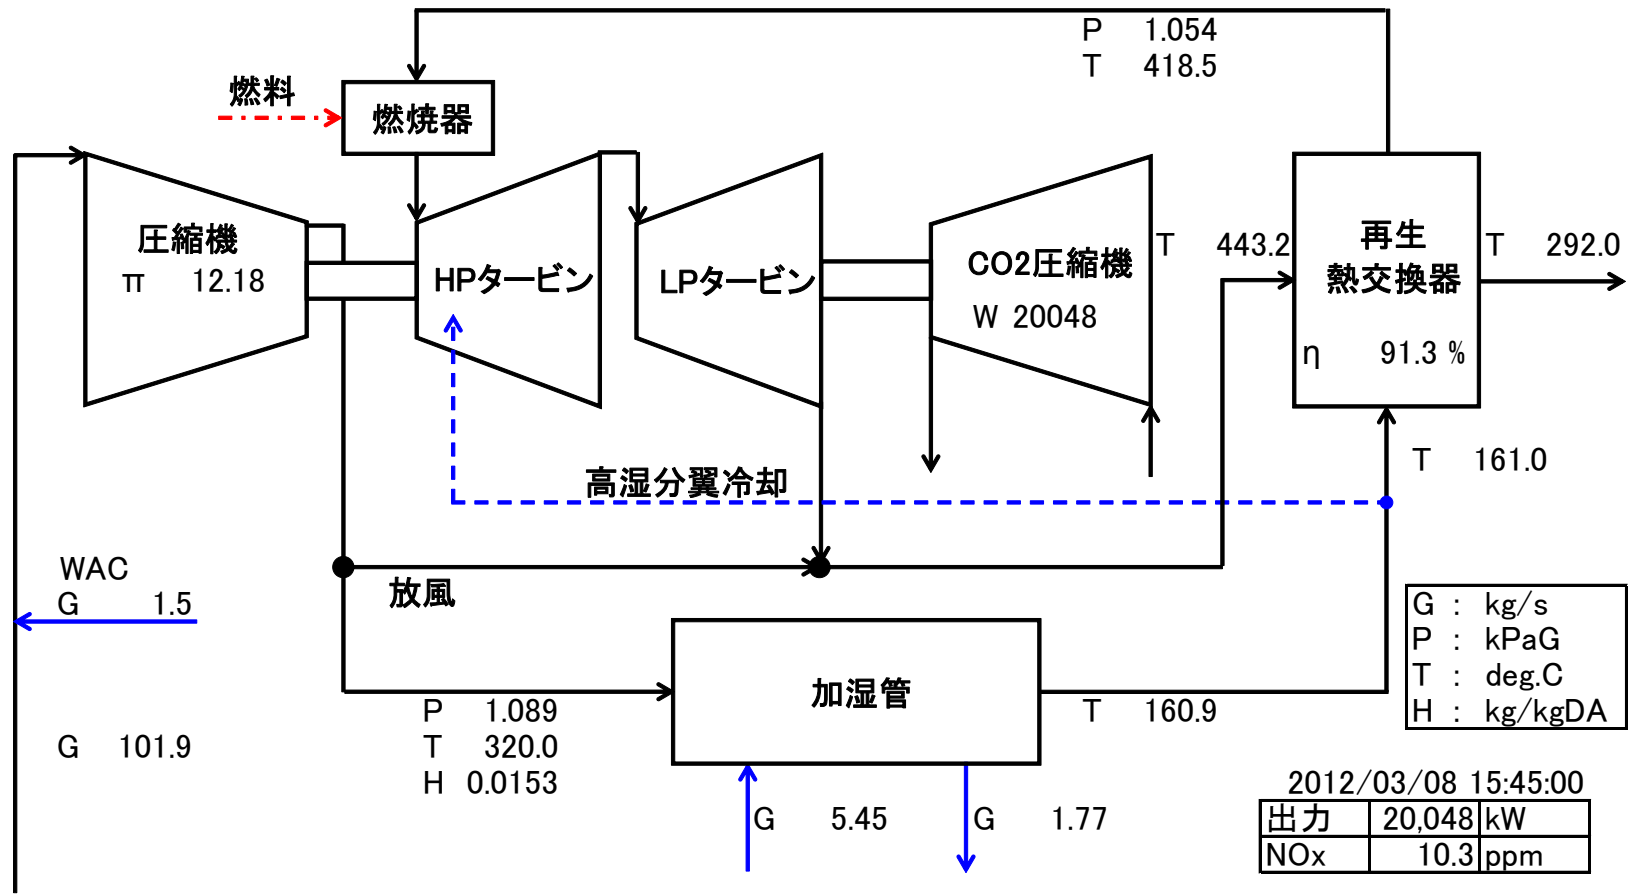 P 1.054
T 418.5
燃料
燃焼器
圧縮機
π 12.18
HPタービン
LPタービン
CO2圧縮機
W 20048
T 443.2
再生
熱交換器
η 91.3 %
T 292.0
T 161.0
高湿分翼冷却
WAC
G 1.5
放風
G : kg/s
P : kPaG
T : deg.C
H : kg/kgDA
加湿管
P 1.089
T 320.0
H 0.0153
T 160.9
G 101.9
G 5.45
G 1.77
2012/03/08 15:45:00
出力 20,048 kW
NOx 10.3 ppm